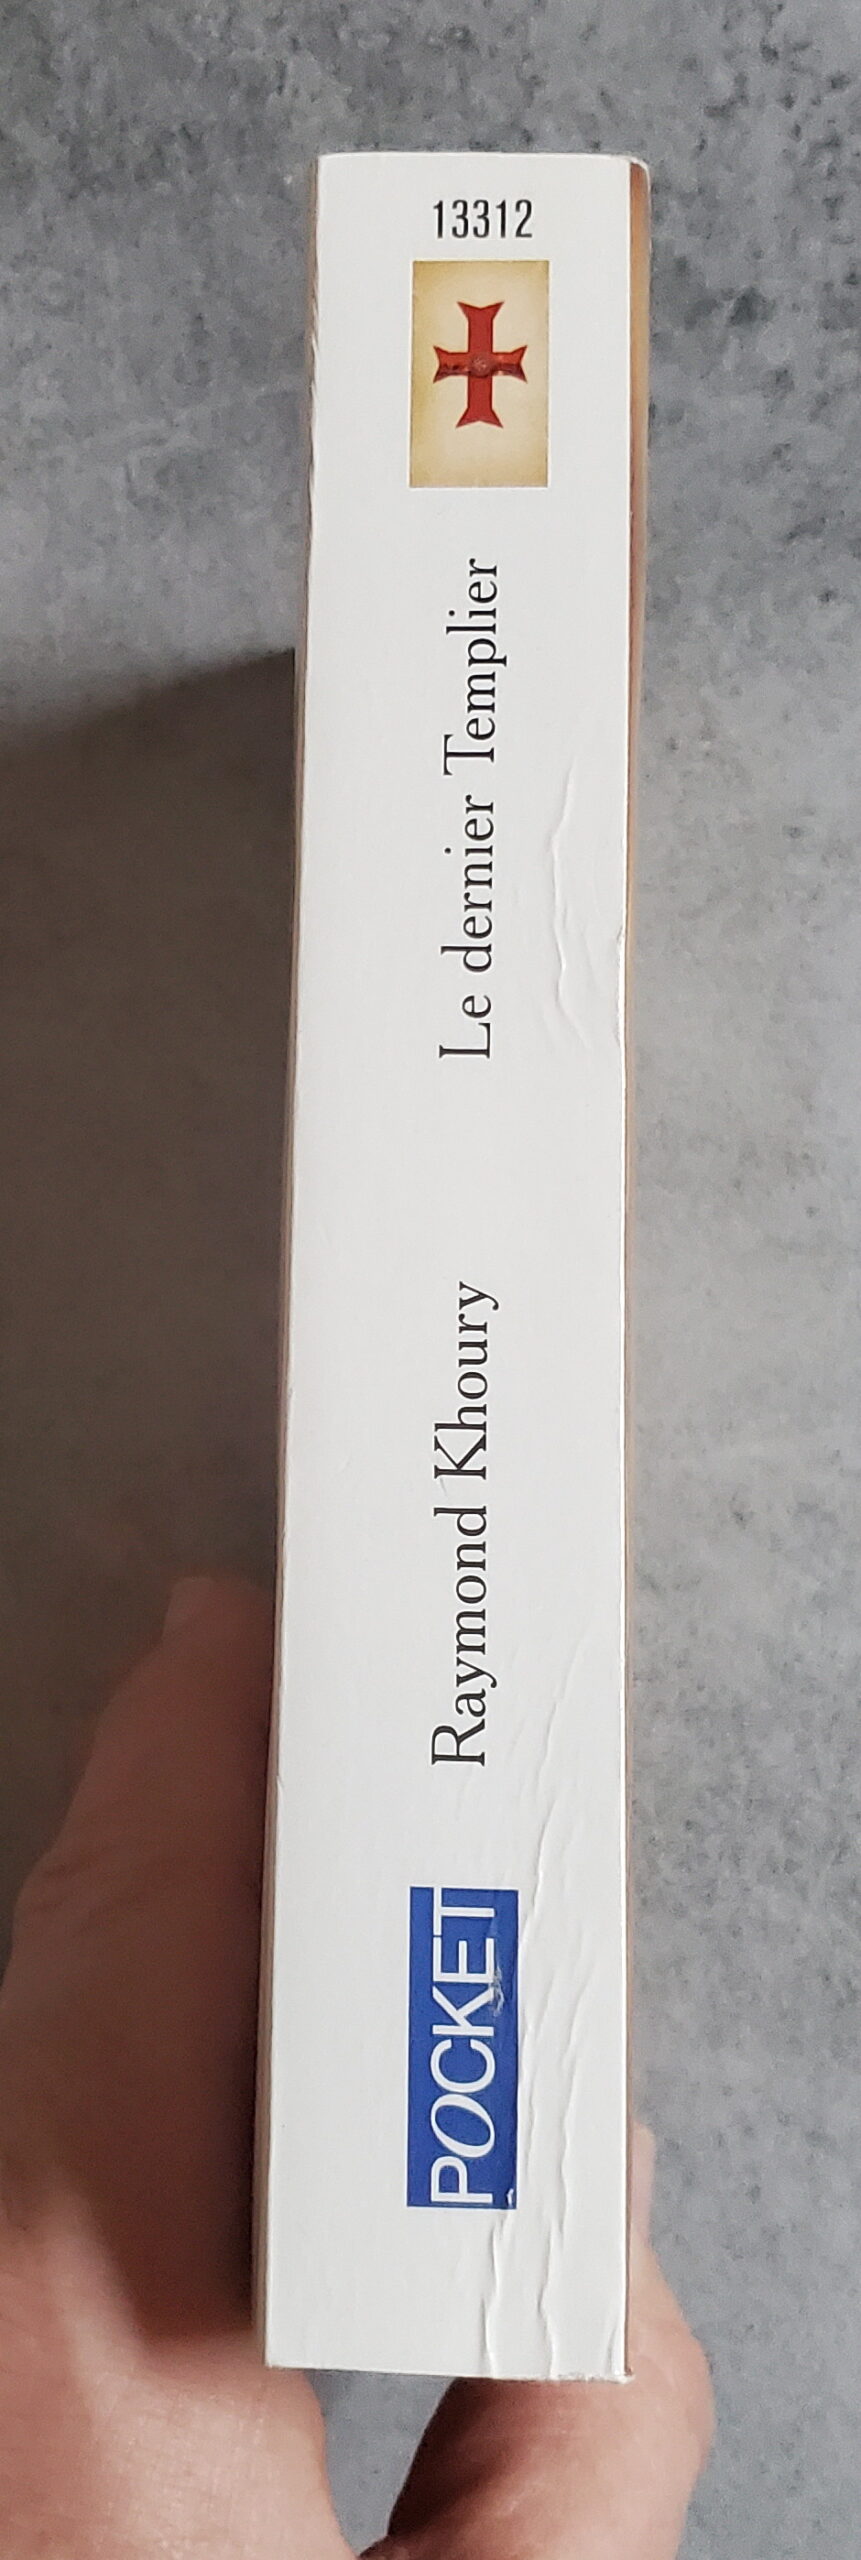 13312
Le dernier Templier
Raymond Khoury
POCKET